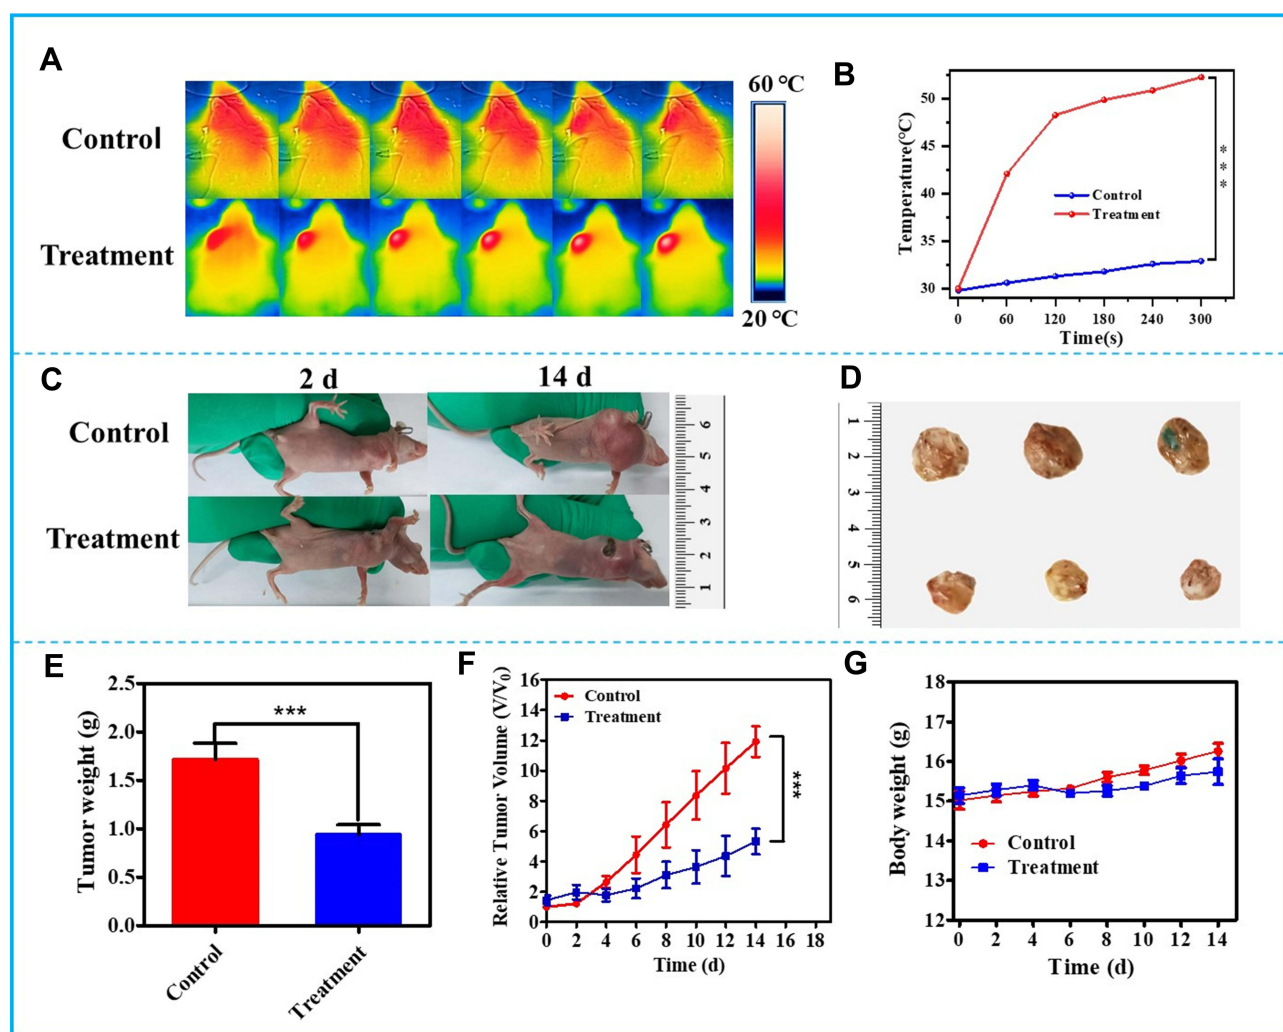 A
Control
Treatment
60 ℃
20 ℃
B
Temperature(℃)
50
45
40
35
30
Control
Treatment
***
0 60 120 180 240 300
Time(s)
C
2 d
14 d
Control
Treatment
6
5
4
3
2
1
D
1
2
3
4
5
6
E
Tumor weight (g)
2.5
2.0
1.5
1.0
0.5
0.0
***
Control
Treatment
F
Relative Tumor Volume (V/V₀)
16
14
12
10
8
6
4
2
0
Control
Treatment
***
0 2 4 6 8 10 12 14 16 18
Time (d)
G
Body weight (g)
18
17
16
15
14
13
12
Control
Treatment
0 2 4 6 8 10 12 14
Time (d)